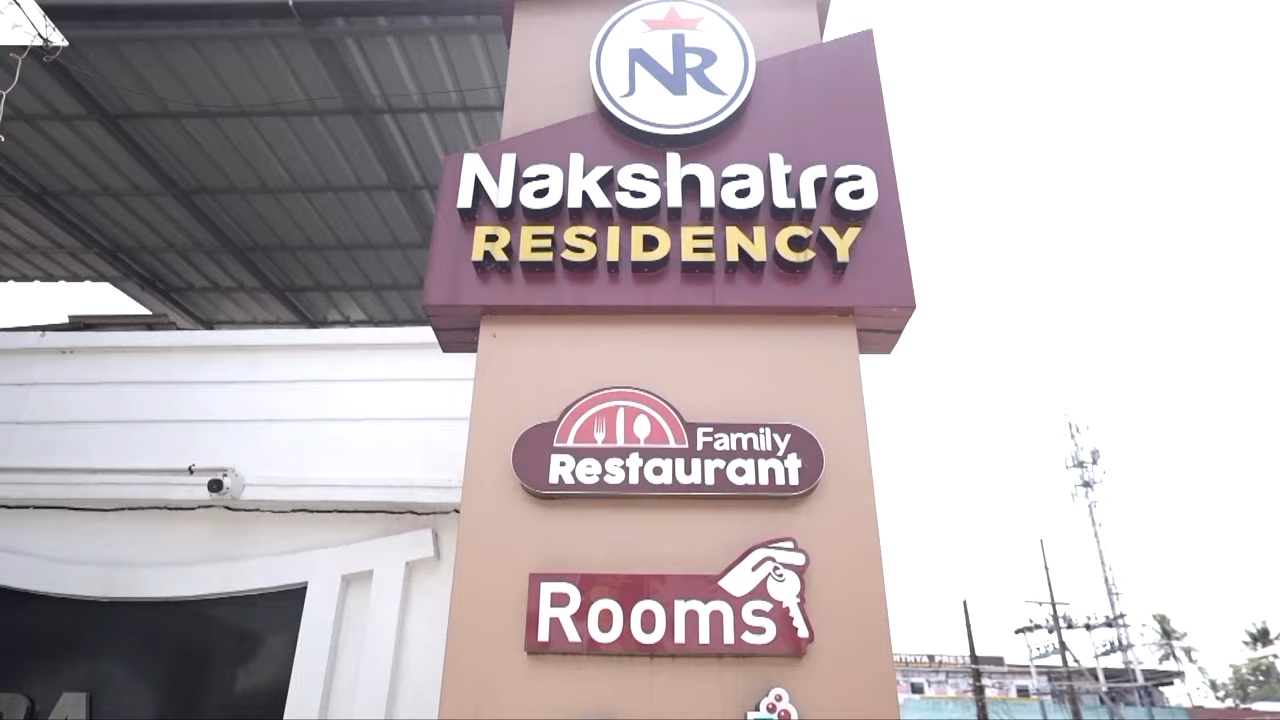 NR
Nakshatra
RESIDENCY
Family
Restaurant
Rooms